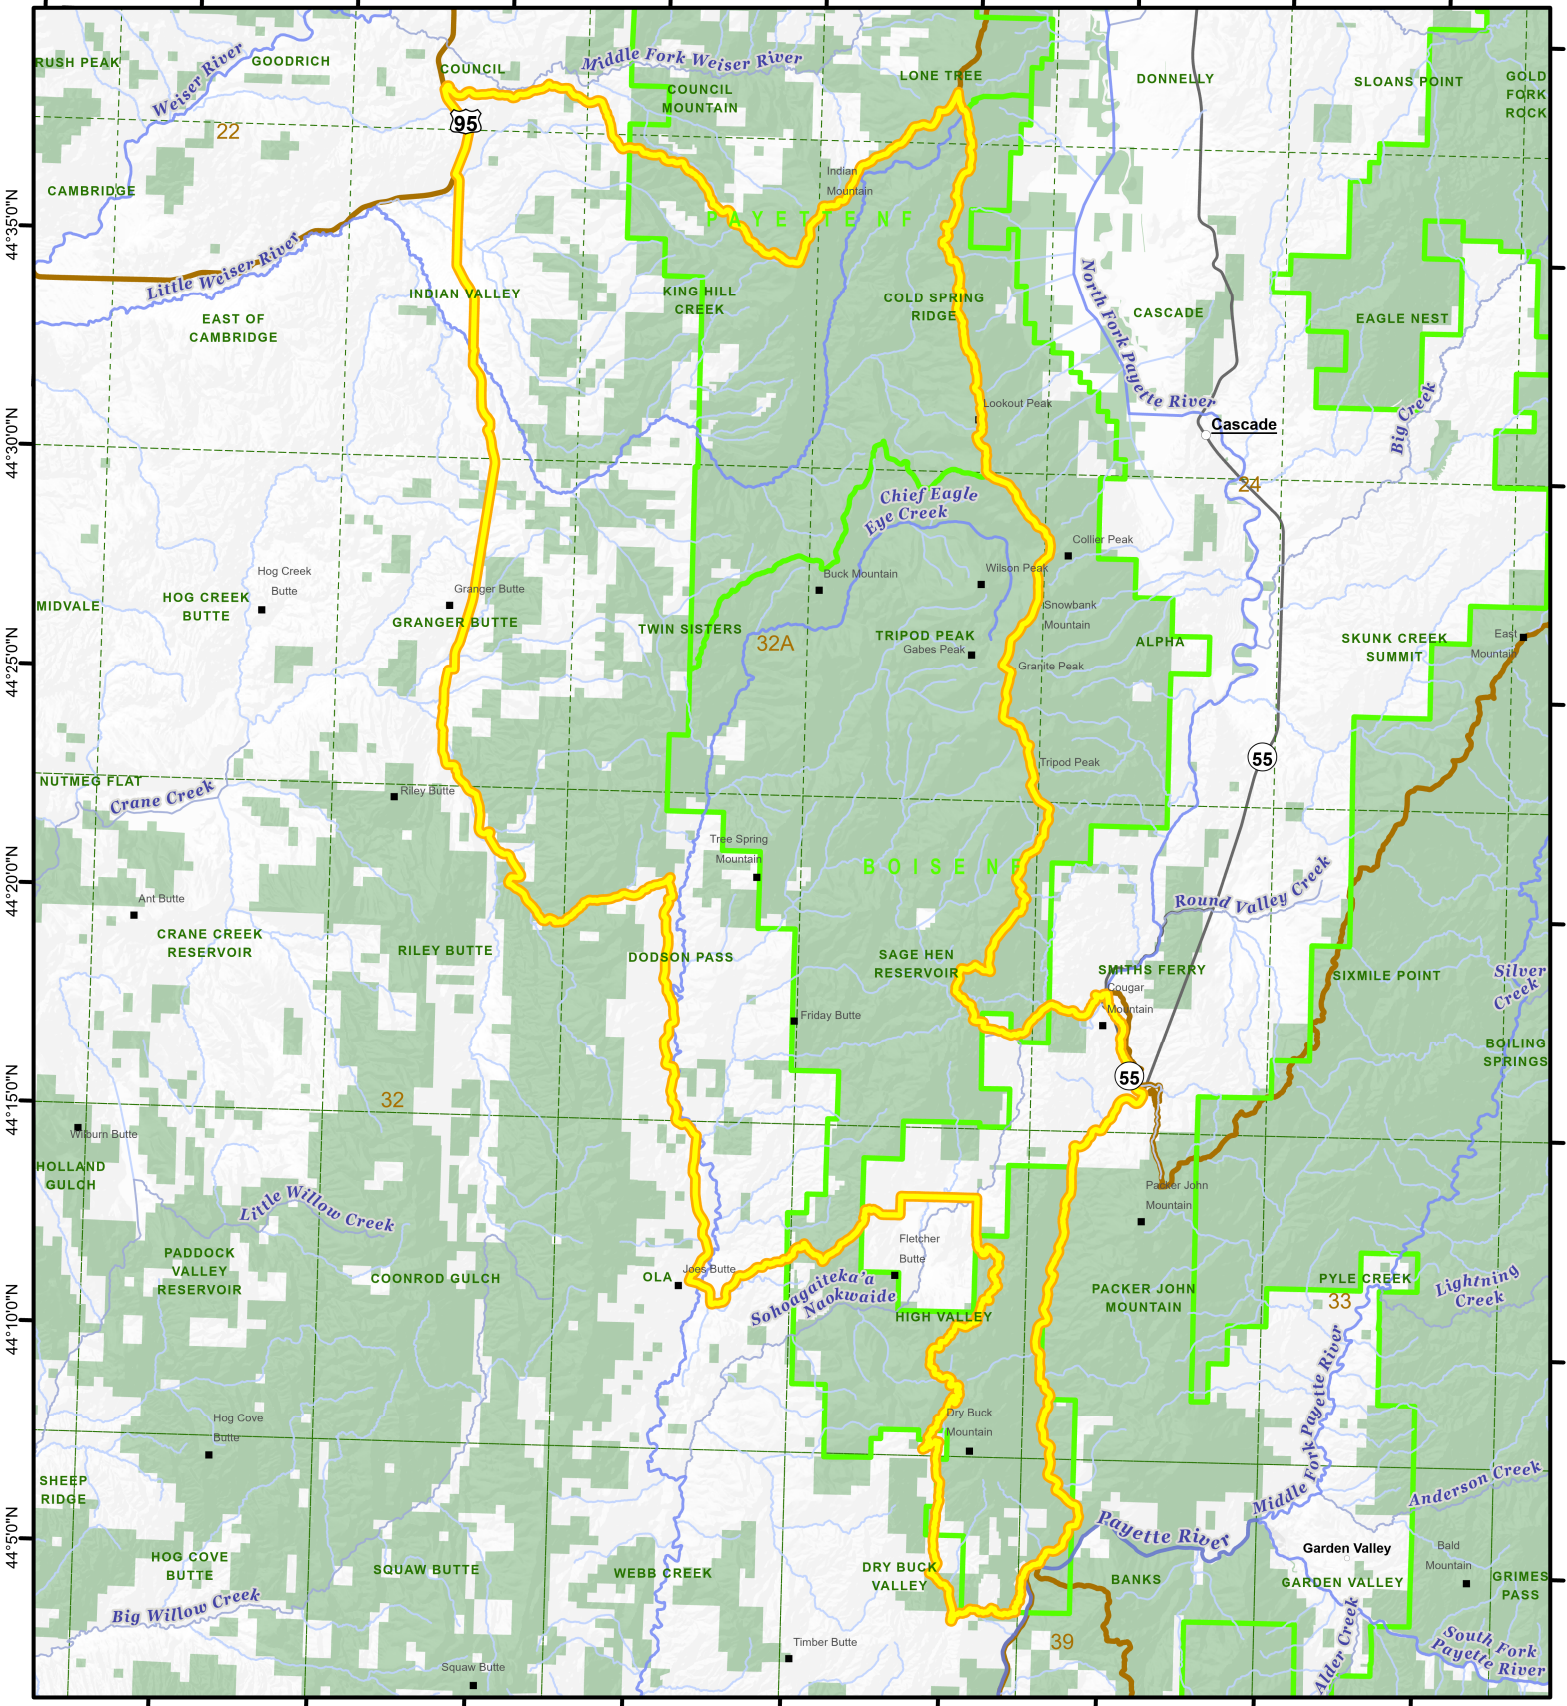 RUSH PEAK
Weiser River
GOODRICH
COUNCIL
Middle Fork Weiser River
COUNCIL
MOUNTAIN
LONE TREE
DONNELLY
SLOANS POINT
GOLD
FORK
ROCK
22
95
CAMBRIDGE
Indian
Mountain
PAYETTE NF
44°35'0"N
Little Weiser River
INDIAN VALLEY
KING HILL
CREEK
COLD SPRING
RIDGE
North Fork Payette River
CASCADE
EAGLE NEST
EAST OF
CAMBRIDGE
Lookout Peak
Cascade
Big Creek
44°30'0"N
24
Chief Eagle
Eye Creek
Collier Peak
Hog Creek
Butte
Granger Butte
Buck Mountain
Wilson Peak
Snowbank
Mountain
MIDVALE
HOG CREEK
BUTTE
GRANGER BUTTE
TWIN SISTERS
32A
TRIPOD PEAK
Gabes Peak
ALPHA
SKUNK CREEK
SUMMIT
East
Mountain
44°25'0"N
Granite Peak
55
Tripod Peak
NUTMEG FLAT
Crane Creek
Riley Butte
Tree Spring
Mountain
BOISE NF
44°20'0"N
Round Valley Creek
Ant Butte
CRANE CREEK
RESERVOIR
RILEY BUTTE
DODSON PASS
SAGE HEN
RESERVOIR
SMITHS FERRY
Cougar
Mountain
SIXMILE POINT
Silver
Creek
Friday Butte
BOILING
SPRINGS
55
44°15'0"N
32
Wilburn Butte
HOLLAND
GULCH
Little Willow Creek
Packer John
Mountain
PADDOCK
VALLEY
RESERVOIR
COONROD GULCH
OLA
Joes Butte
Fletcher
Butte
Sohoagaiteka'a
Naokwaide
HIGH VALLEY
PACKER JOHN
MOUNTAIN
PYLE CREEK
33
Lightning
Creek
44°10'0"N
Middle Fork Payette River
Hog Cove
Butte
Dry Buck
Mountain
SHEEP
RIDGE
Anderson Creek
44°5'0"N
Payette River
HOG COVE
BUTTE
SQUAW BUTTE
WEBB CREEK
DRY BUCK
VALLEY
BANKS
Garden Valley
GARDEN VALLEY
Bald
Mountain
GRIMES
PASS
Big Willow Creek
Alder Creek
South Fork
Payette River
39
Timber Butte
Squaw Butte